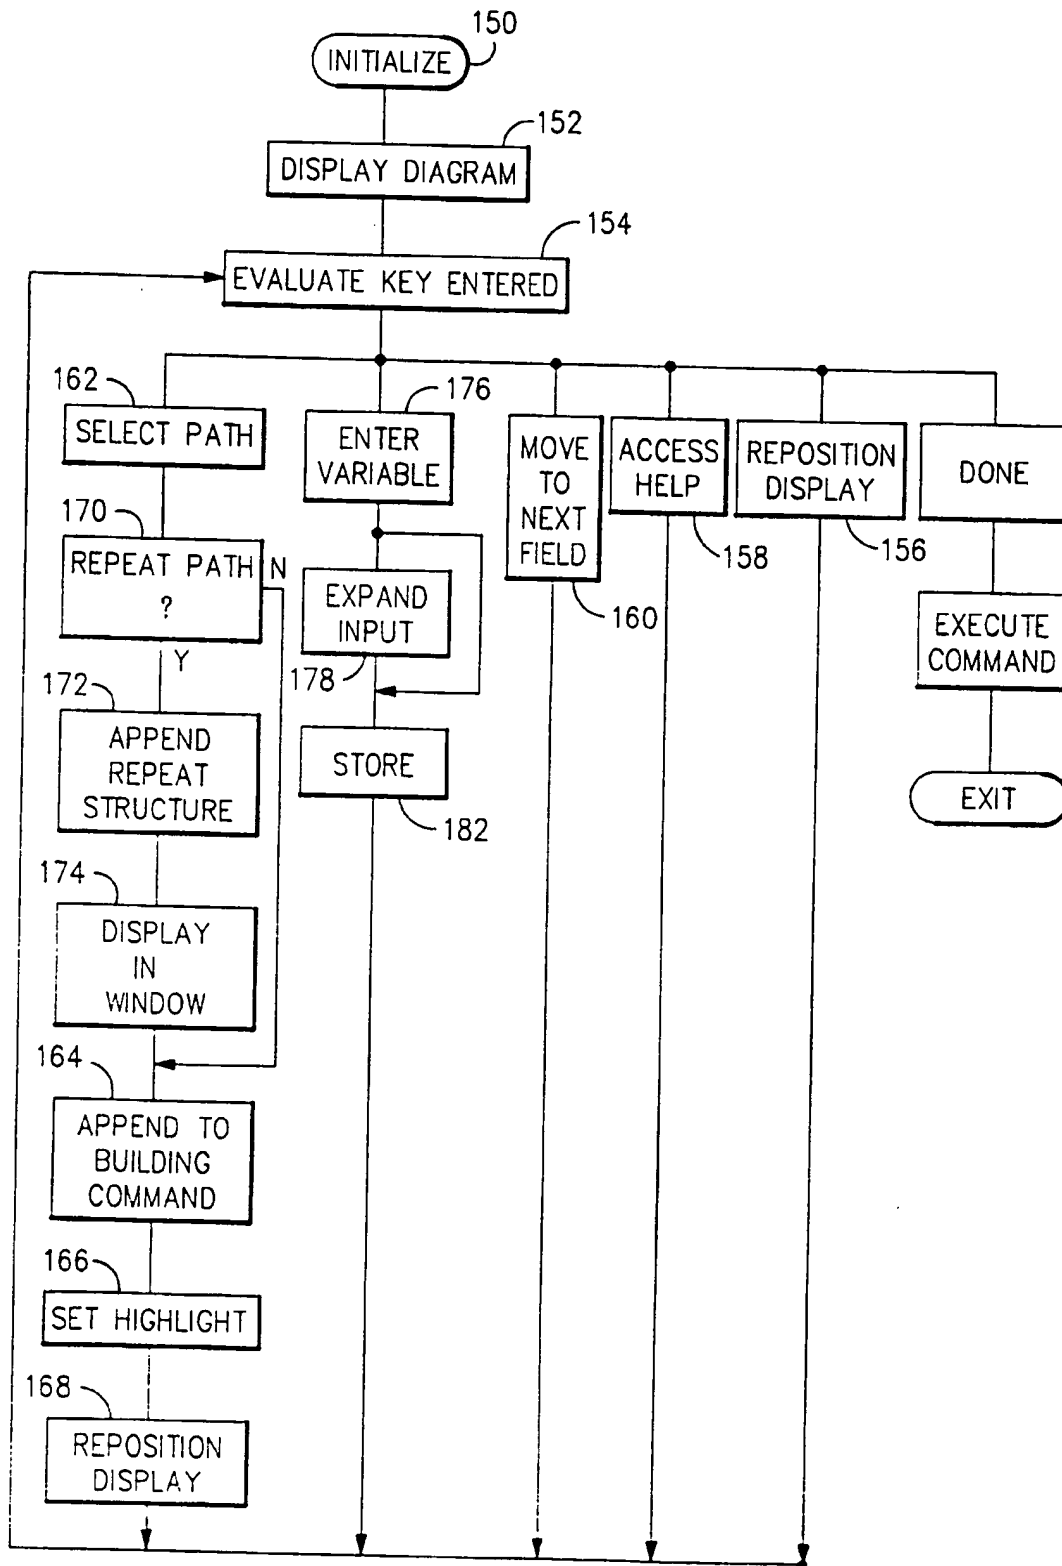 150
INITIALIZE
152
DISPLAY DIAGRAM
154
EVALUATE KEY ENTERED
162
SELECT PATH
170
REPEAT PATH
?
N
Y
172
APPEND
REPEAT
STRUCTURE
174
DISPLAY
IN
WINDOW
164
APPEND TO
BUILDING
COMMAND
166
SET HIGHLIGHT
168
REPOSITION
DISPLAY
176
ENTER
VARIABLE
EXPAND
INPUT
178
STORE
182
MOVE
TO
NEXT
FIELD
160
ACCESS
HELP
158
REPOSITION
DISPLAY
156
DONE
EXECUTE
COMMAND
EXIT